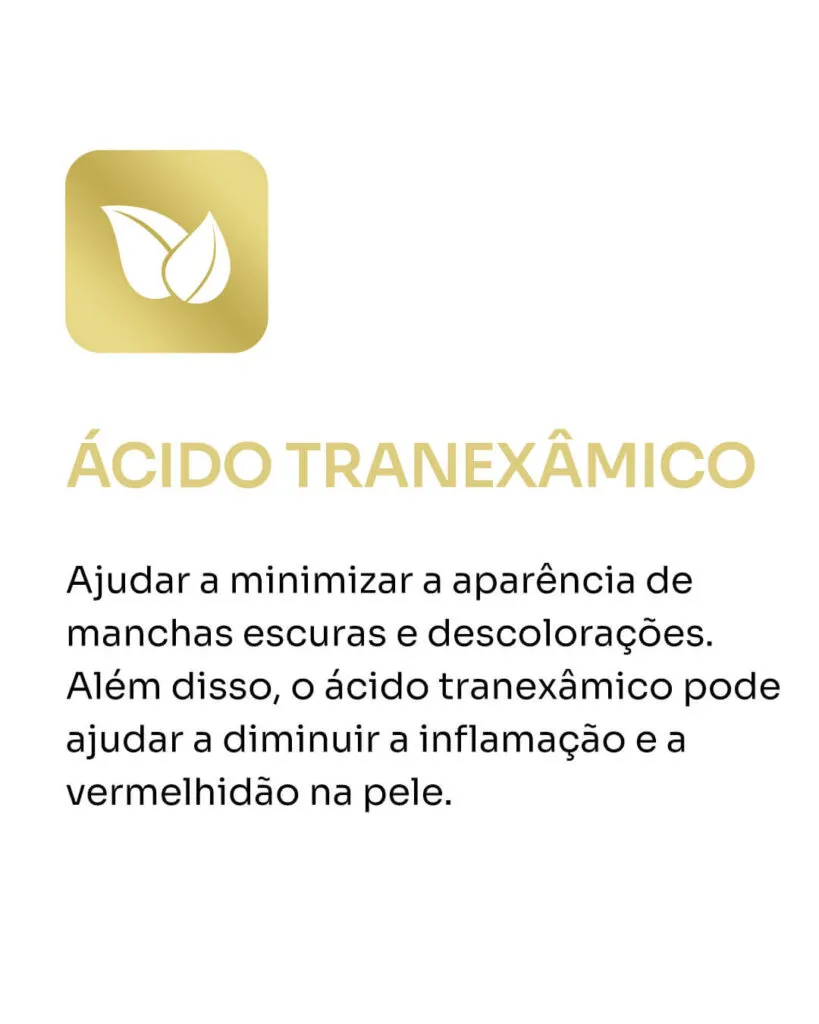 ÁCIDO TRANEXÂMICO
Ajudar a minimizar a aparência de
manchas escuras e descolorações.
Além disso, o ácido tranexâmico pode
ajudar a diminuir a inflamação e a
vermelhidão na pele.